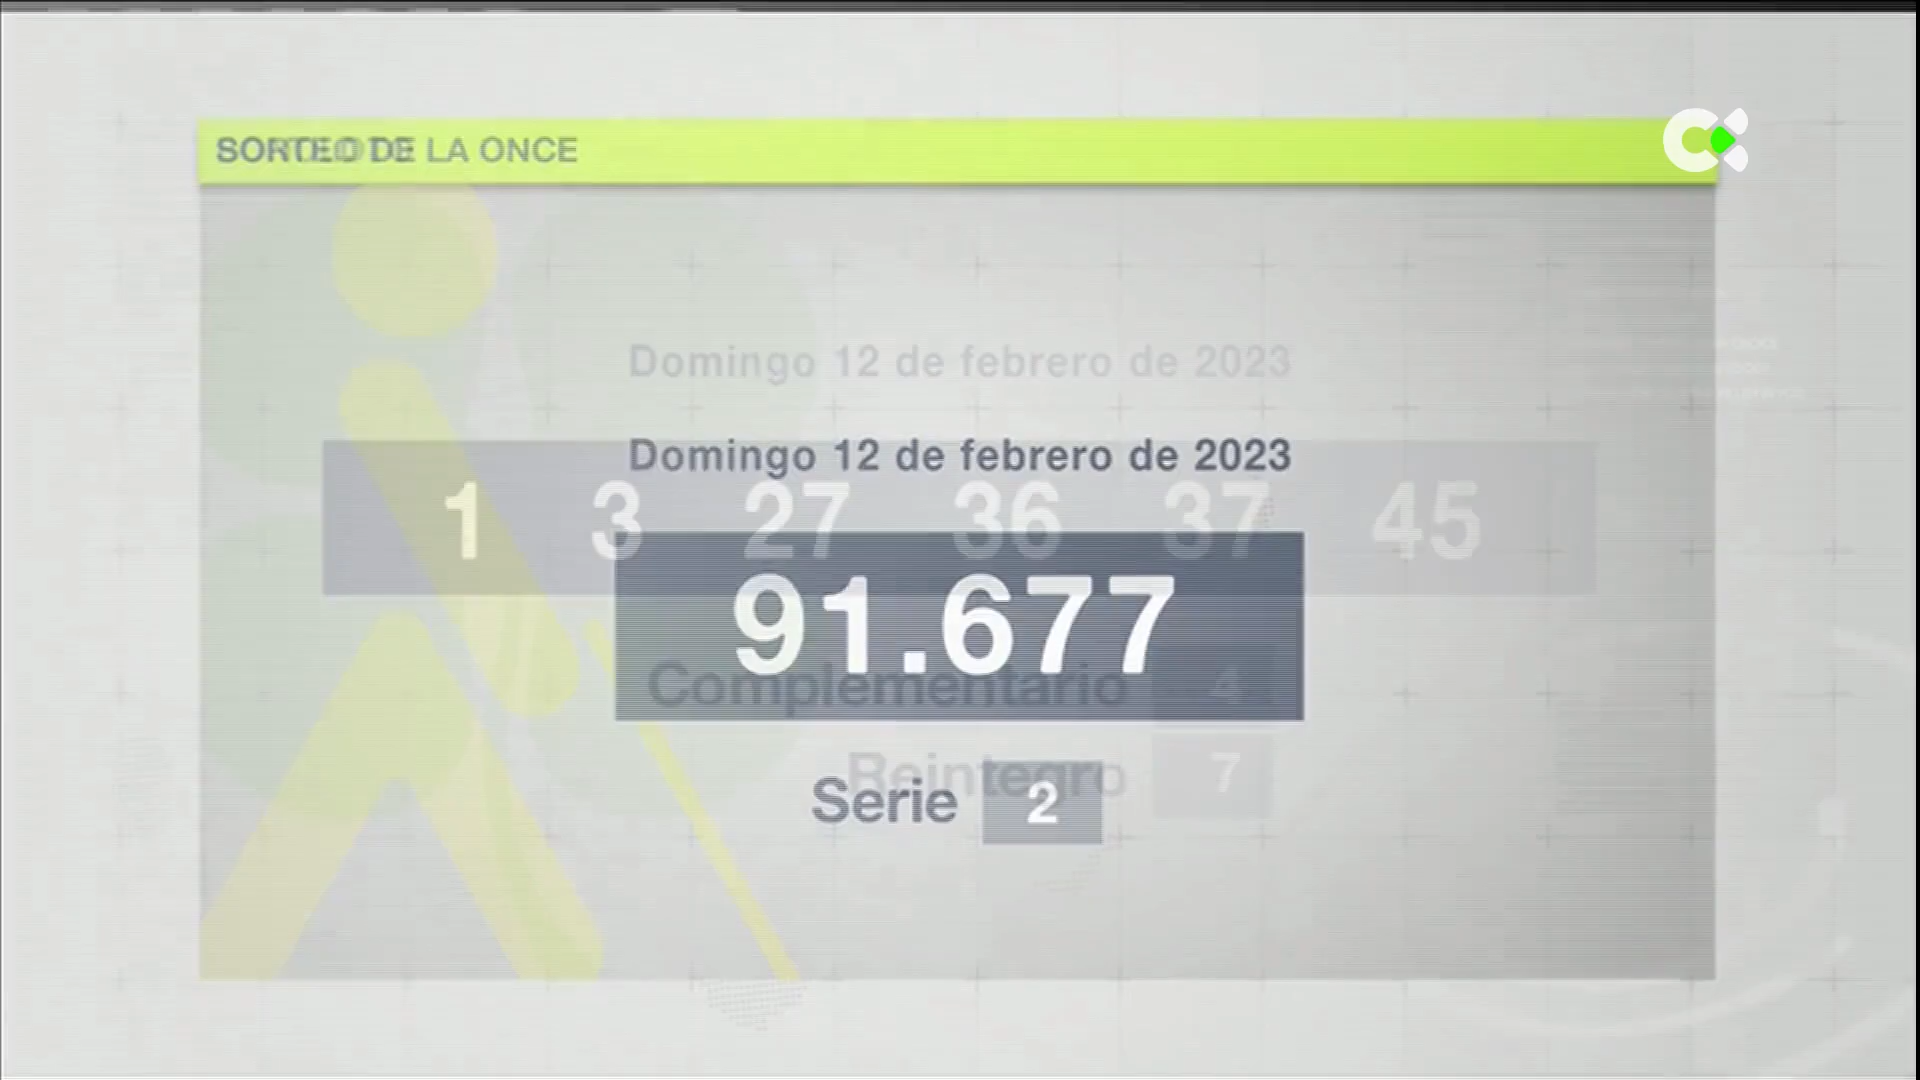 SORTEO DE LA ONCE
Domingo 12 de febrero de 2023
Domingo 12 de febrero de 2023
1 3 27 36 37 45
91.677
Complementario 4
Reintegro 7
Serie 2